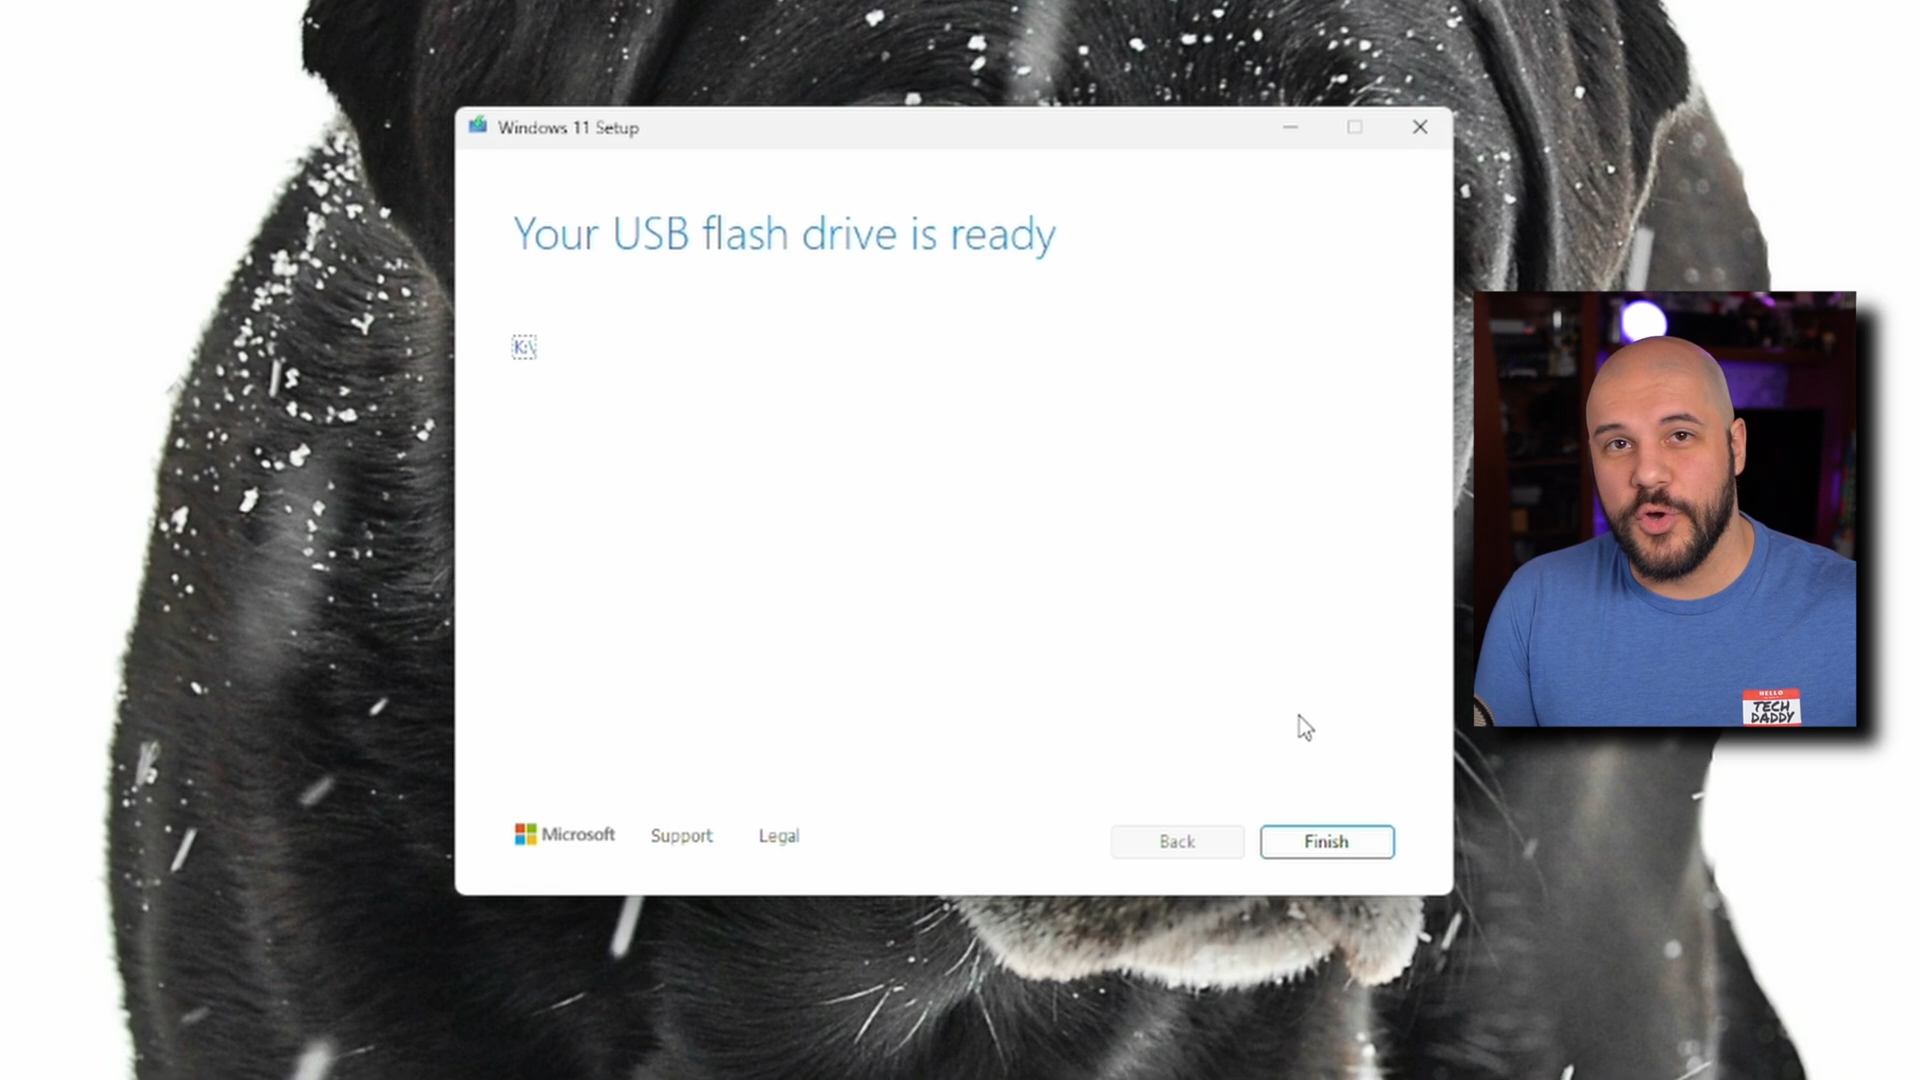 Windows 11 Setup
Your USB flash drive is ready
K:\
Microsoft
Support
Legal
Back
Finish
HELLO
TECH
DADDY